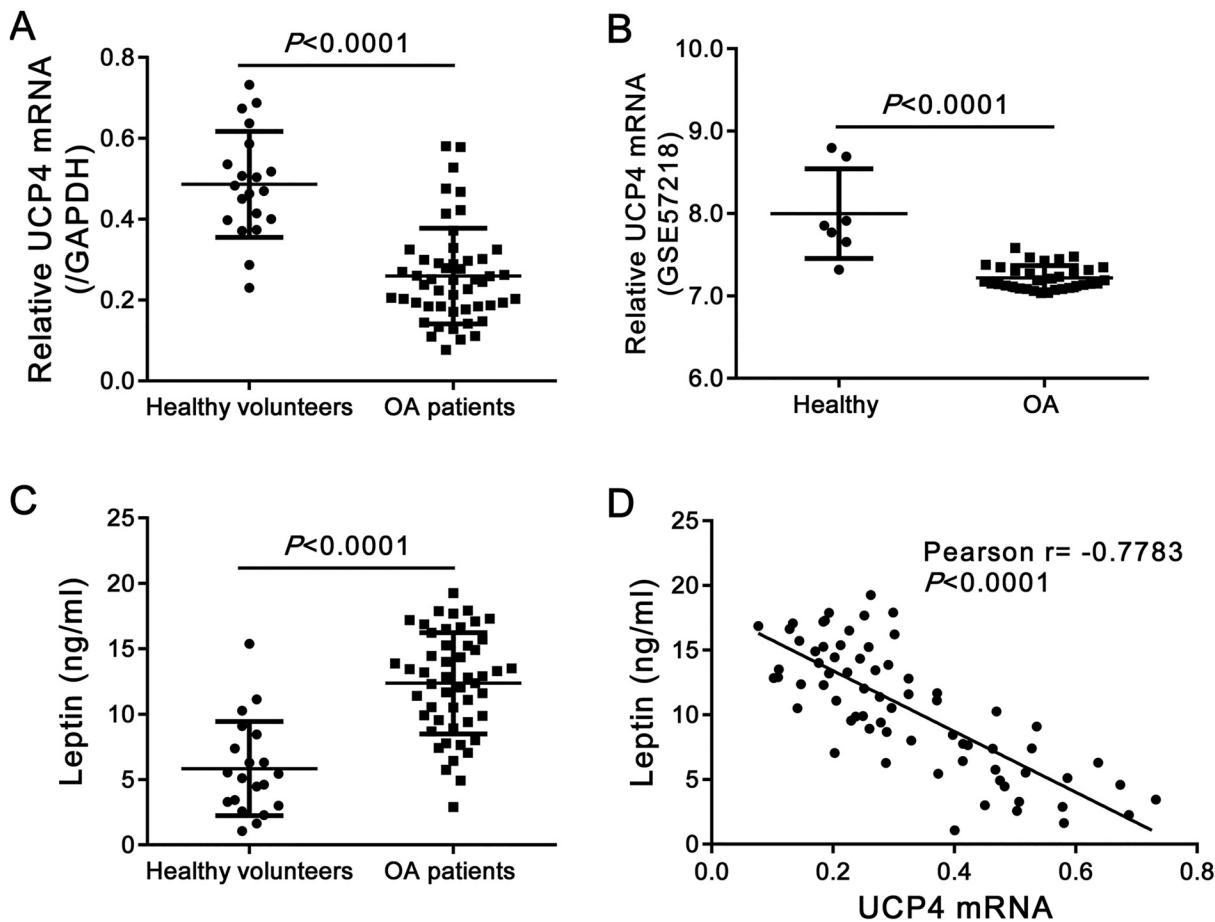 A
P<0.0001
Relative UCP4 mRNA
(/GAPDH)
0.8
0.6
0.4
0.2
0.0
Healthy volunteers
OA patients
B
P<0.0001
Relative UCP4 mRNA
(GSE57218)
10.0
9.0
8.0
7.0
6.0
Healthy
OA
C
P<0.0001
Leptin (ng/ml)
25
20
15
10
5
0
Healthy volunteers
OA patients
D
Pearson r= -0.7783
P<0.0001
Leptin (ng/ml)
25
20
15
10
5
0
0.0
0.2
0.4
0.6
0.8
UCP4 mRNA